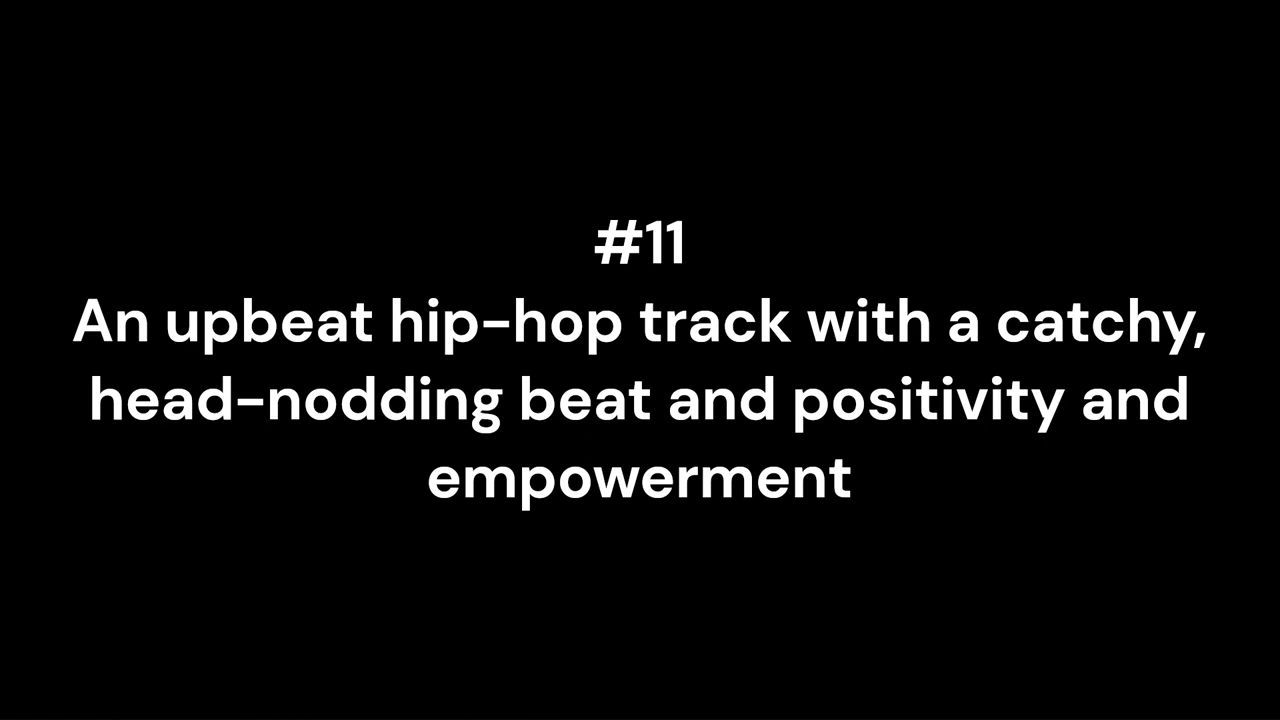 #11
An upbeat hip-hop track with a catchy,
head-nodding beat and positivity and
empowerment